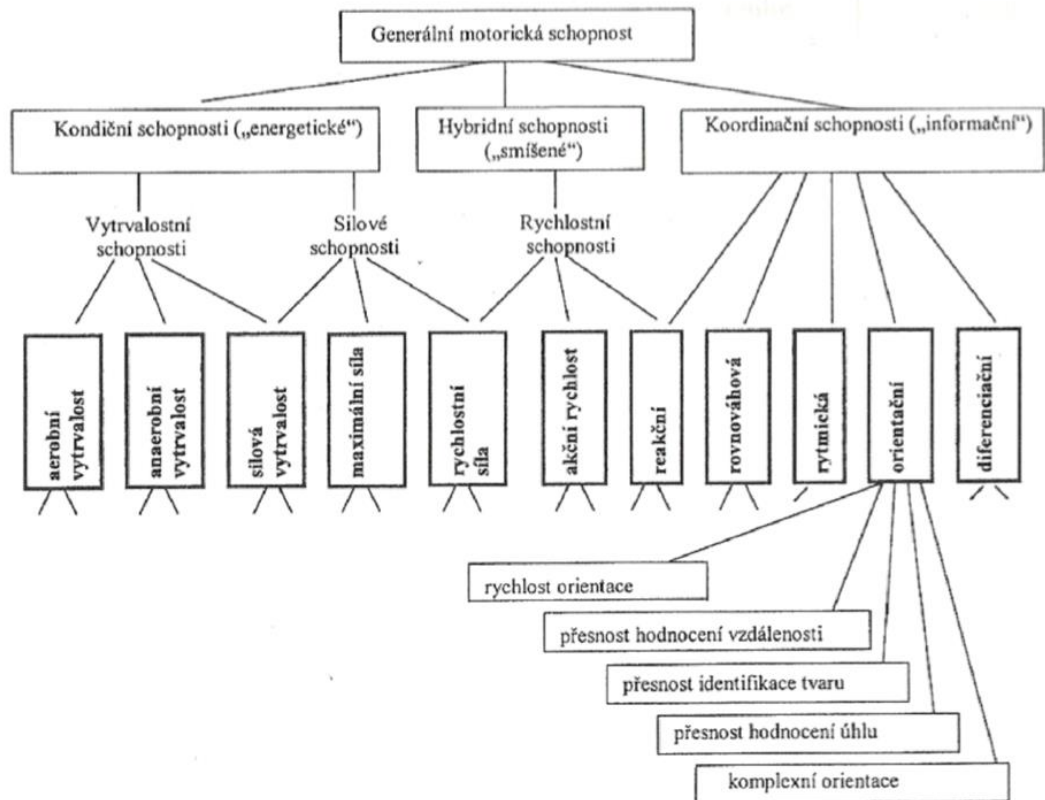 Generální motorická schopnost
Kondiční schopnosti („energetické“)
Hybridní schopnosti
(„smíšené“)
Koordinační schopnosti („informační“)
Vytrvalostní
schopnosti
Silové
schopnosti
Rychlostní
schopnosti
aerobní
vytrvalost
anaerobní
vytrvalost
silová
vytrvalost
maximální síla
rychlostní
síla
akční rychlost
reakční
rovnováhová
rytmická
orientační
diferenciační
rychlost orientace
přesnost hodnocení vzdálenosti
přesnost identifikace tvaru
přesnost hodnocení úhlu
komplexní orientace